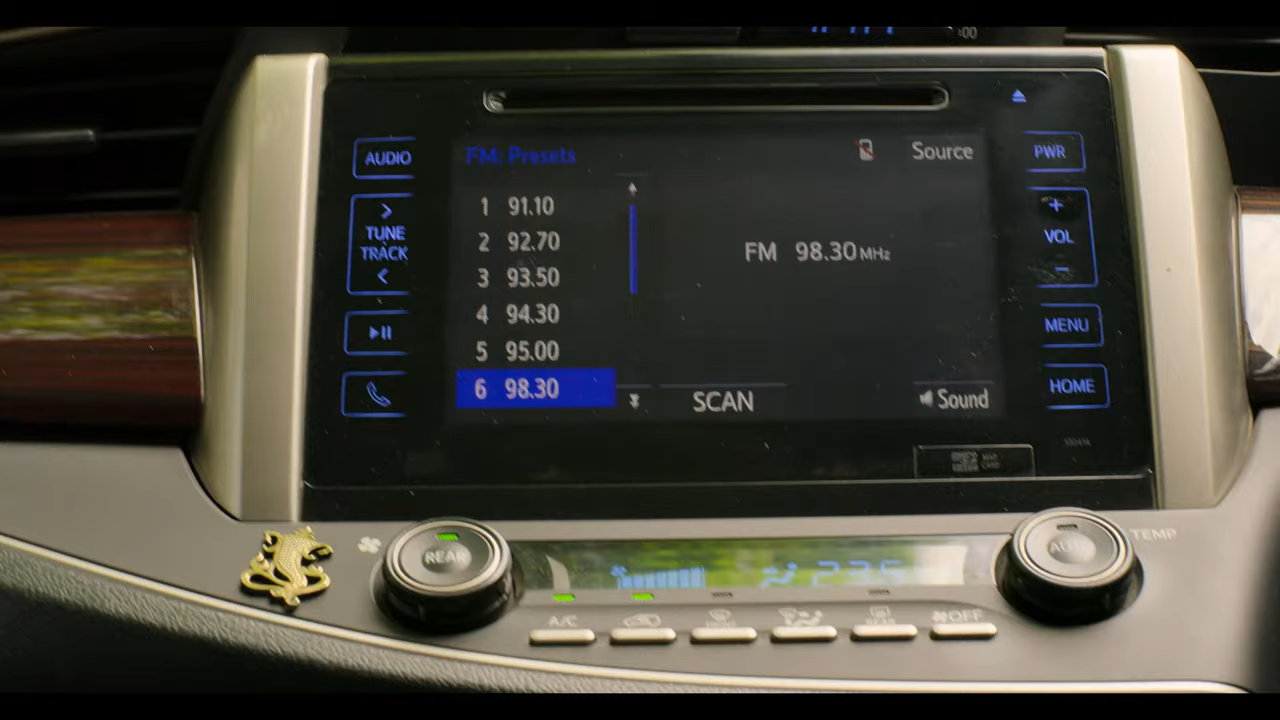 :00
AUDIO
TUNE
TRACK
FM: Presets
1 91.10
2 92.70
3 93.50
4 94.30
5 95.00
6 98.30
Source
FM 98.30 MHz
SCAN
Sound
PWR
+
VOL
-
MENU
HOME
REAR
AUTO
TEMP
A/C
REAR
OFF